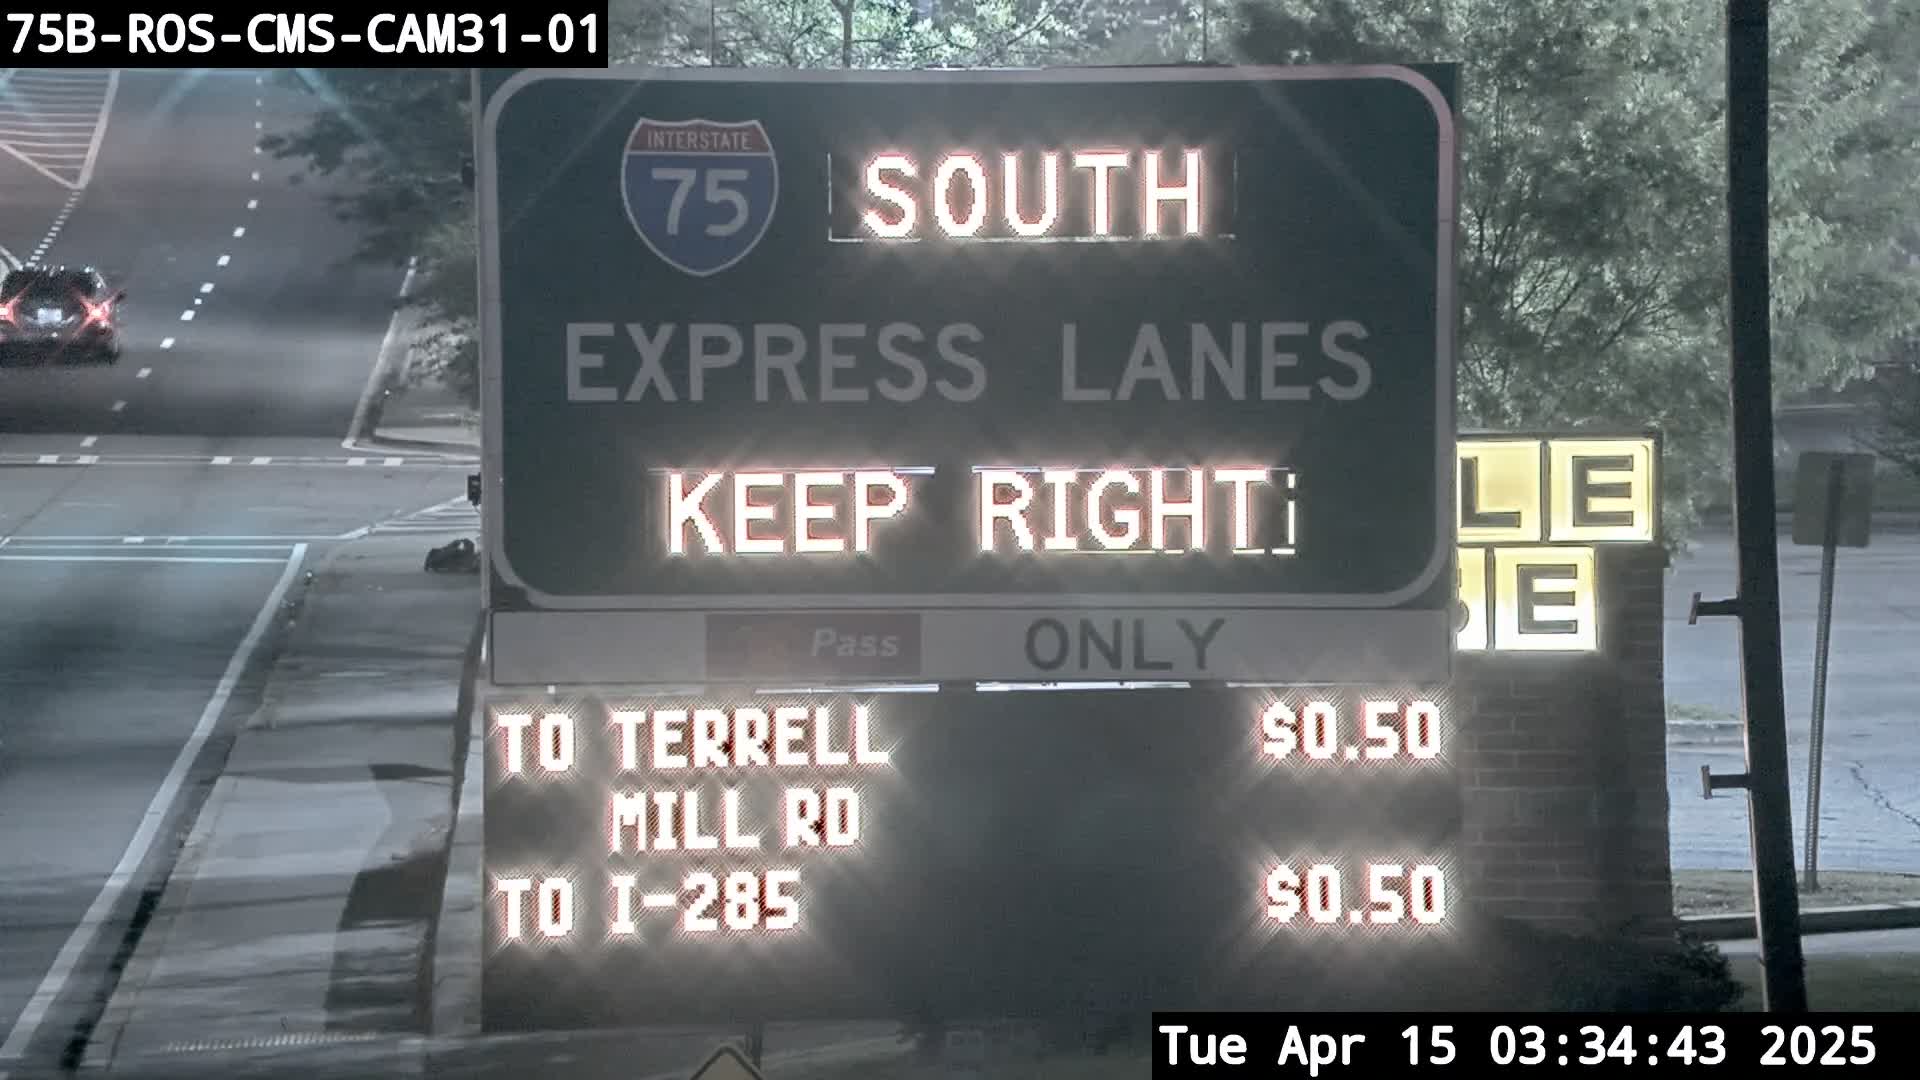 75B-ROS-CMS-CAM31-01
INTERSTATE
75
SOUTH
EXPRESS LANES
KEEP RIGHT
Pass ONLY
TO TERRELL $0.50
MILL RD
TO I-285 $0.50
LE
E
Tue Apr 15 03:34:43 2025